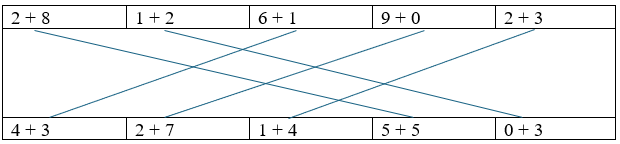 2 + 8 1 + 2 6 + 1 9 + 0 2 + 3
4 + 3 2 + 7 1 + 4 5 + 5 0 + 3